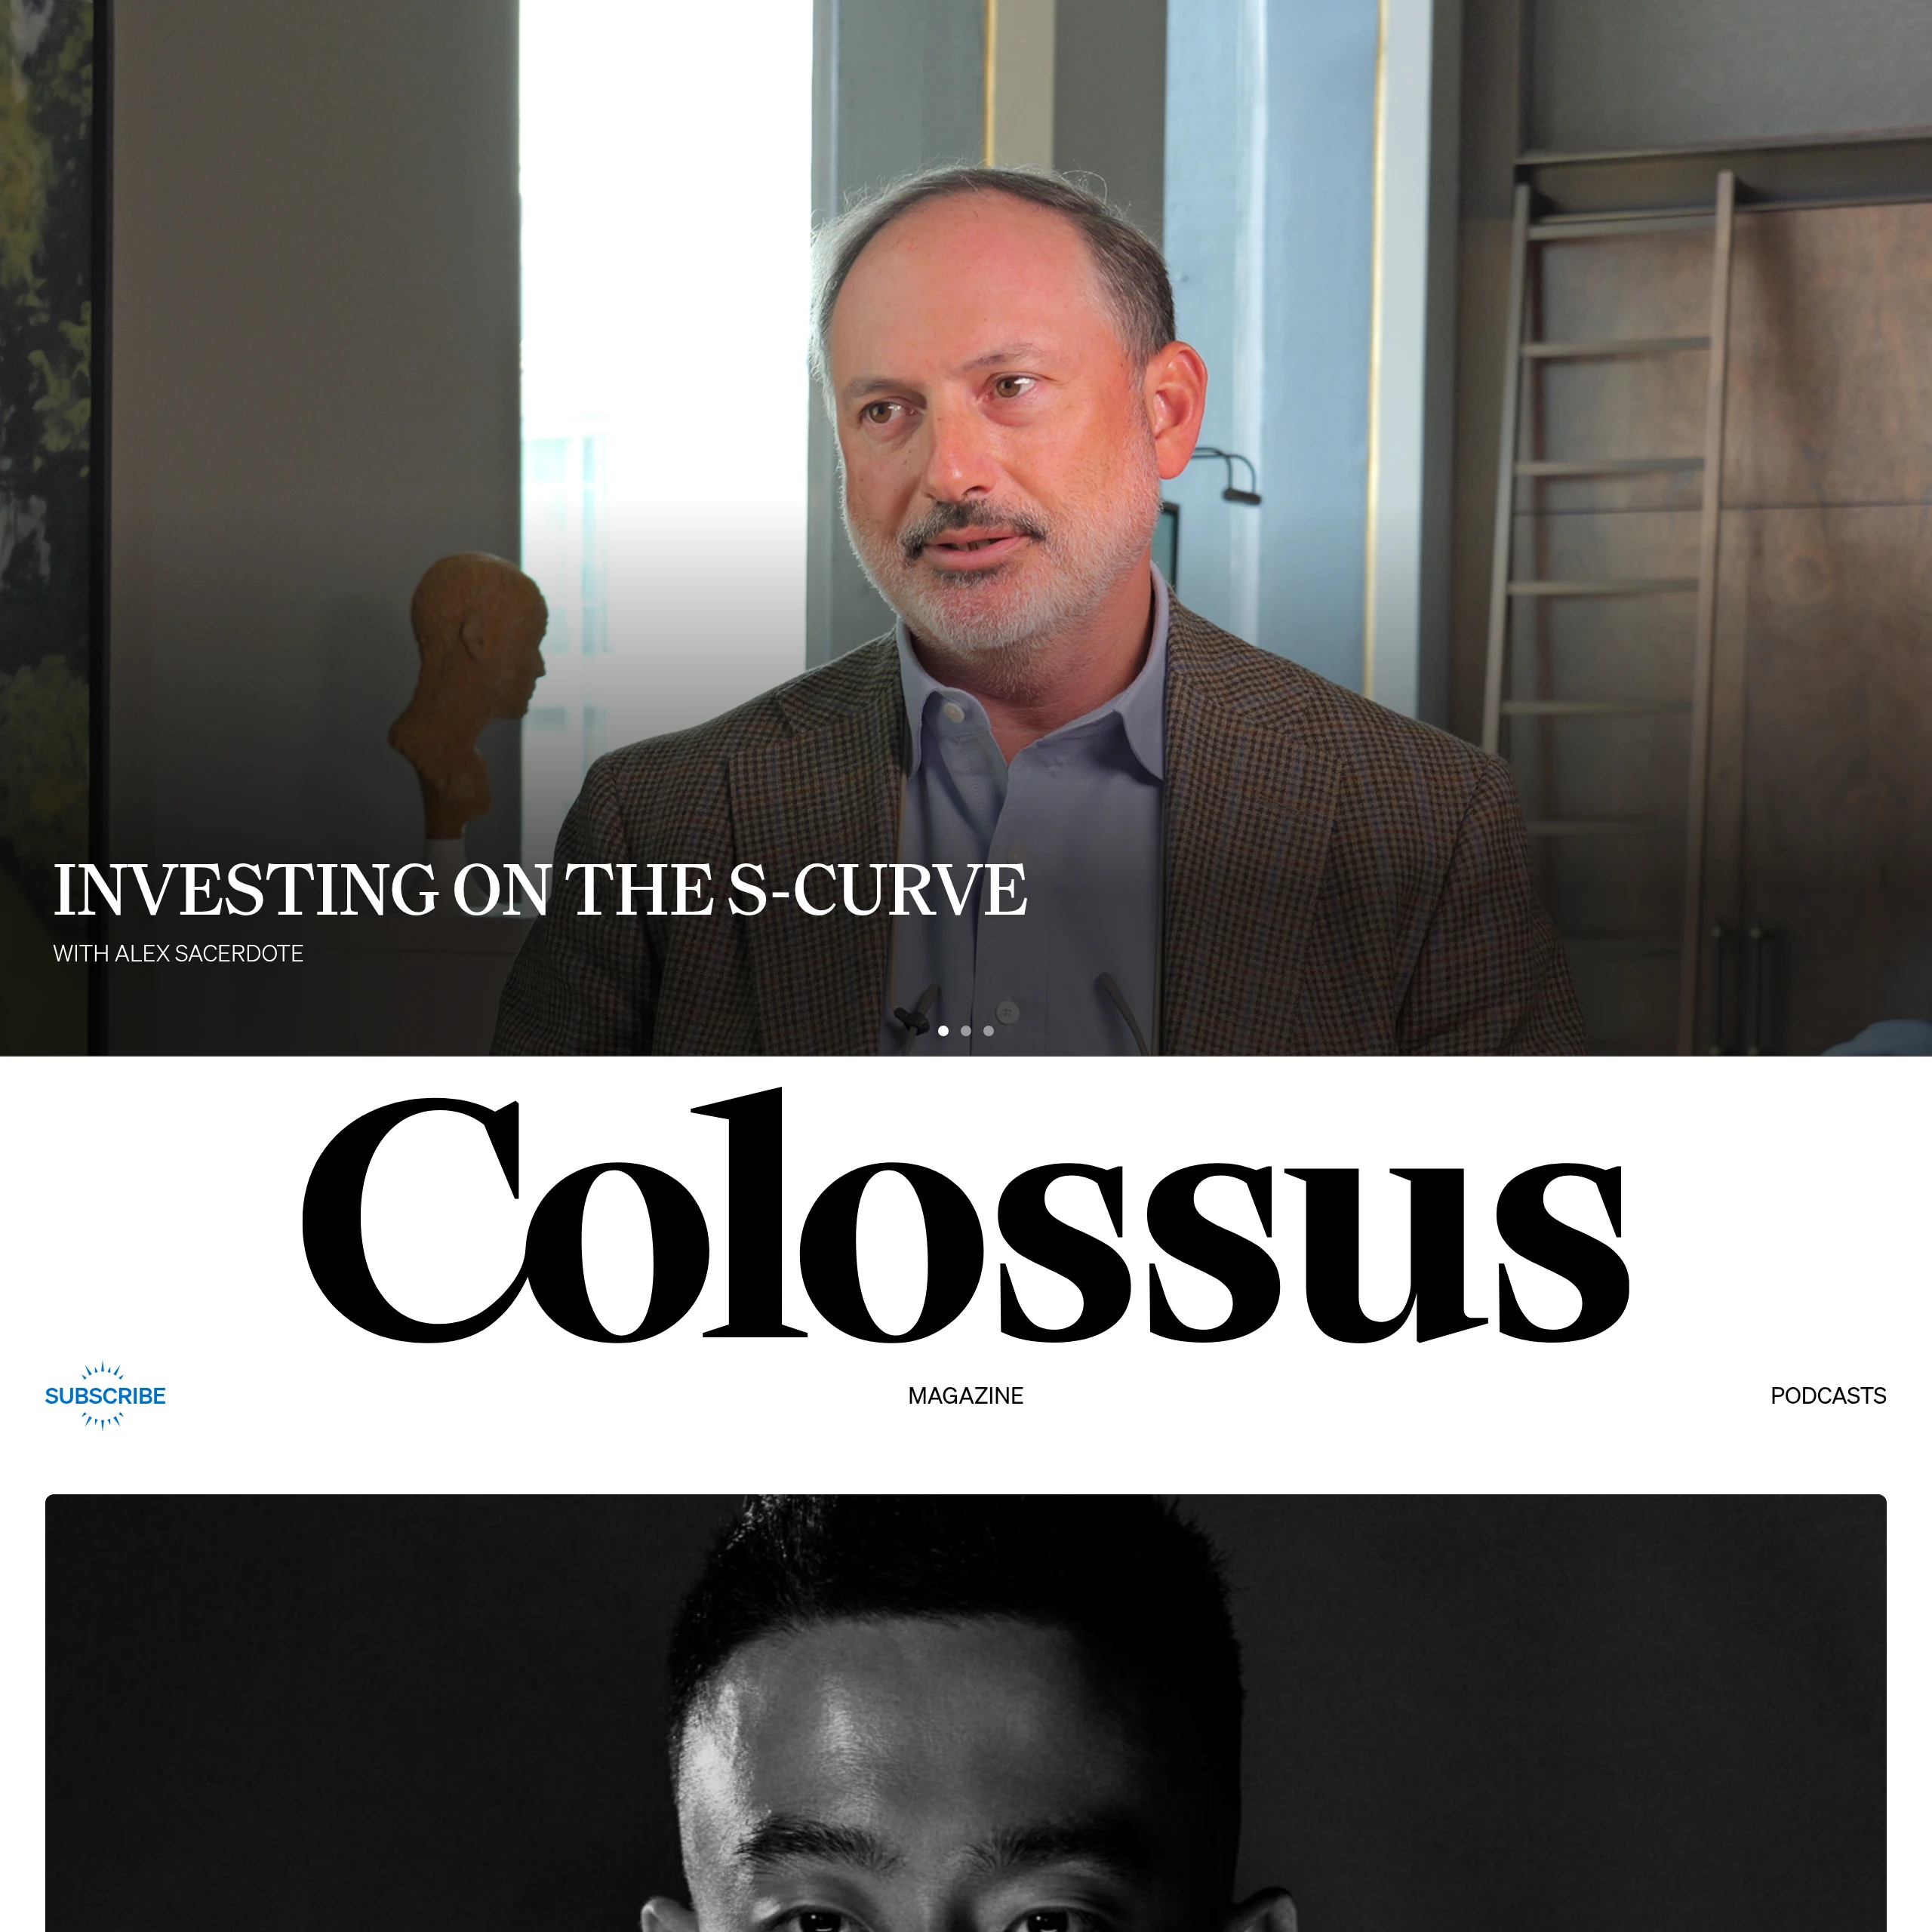 INVESTING ON THE S-CURVE
WITH ALEX SACERDOTE
Colossus
SUBSCRIBE
MAGAZINE
PODCASTS